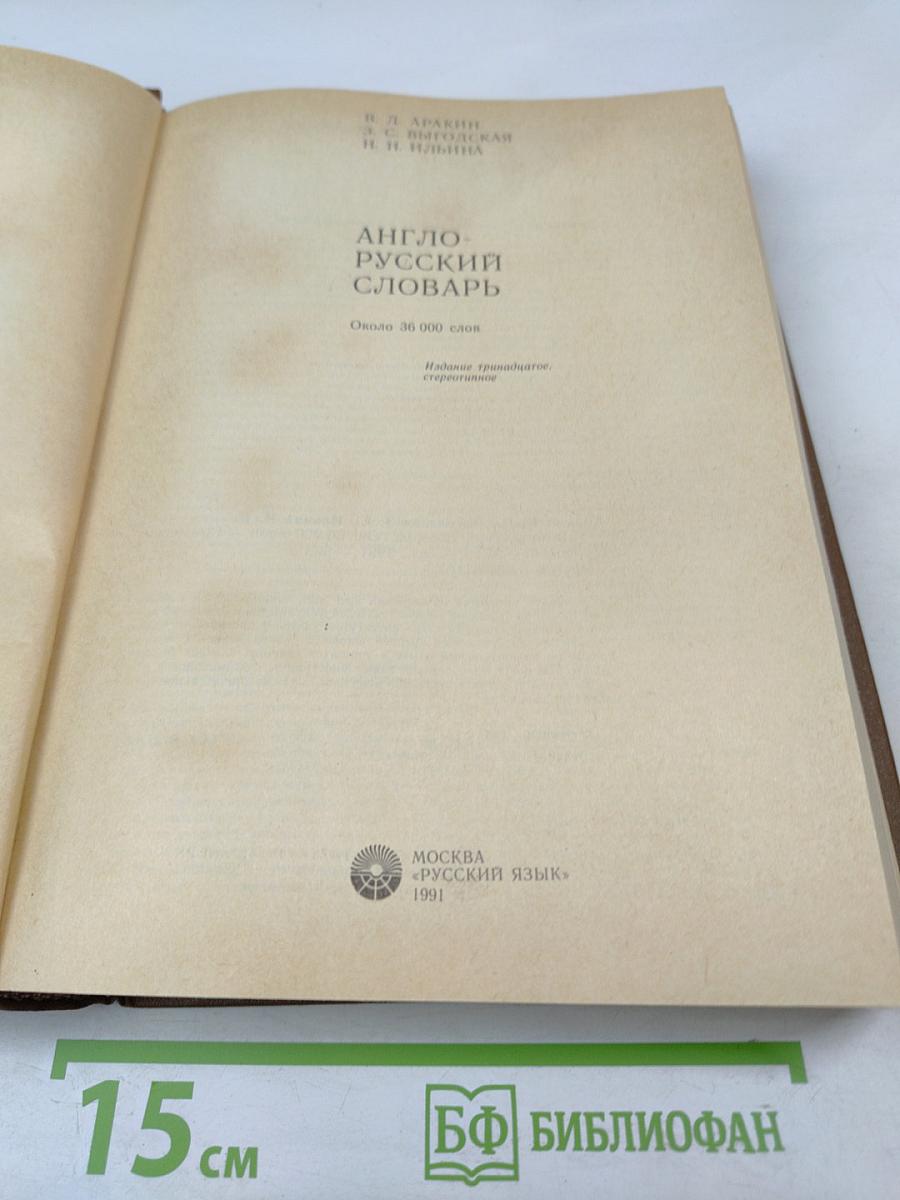 В. Д. АРАКИН
З. С. ВЫГОДСКАЯ
Н. Н. ИЛЬИНА
АНГЛО-
РУССКИЙ
СЛОВАРЬ
Около 36 000 слов
Издание тринадцатое,
стереотипное
МОСКВА
«РУССКИЙ ЯЗЫК»
1991
15 см
БФ БИБЛИОФАН